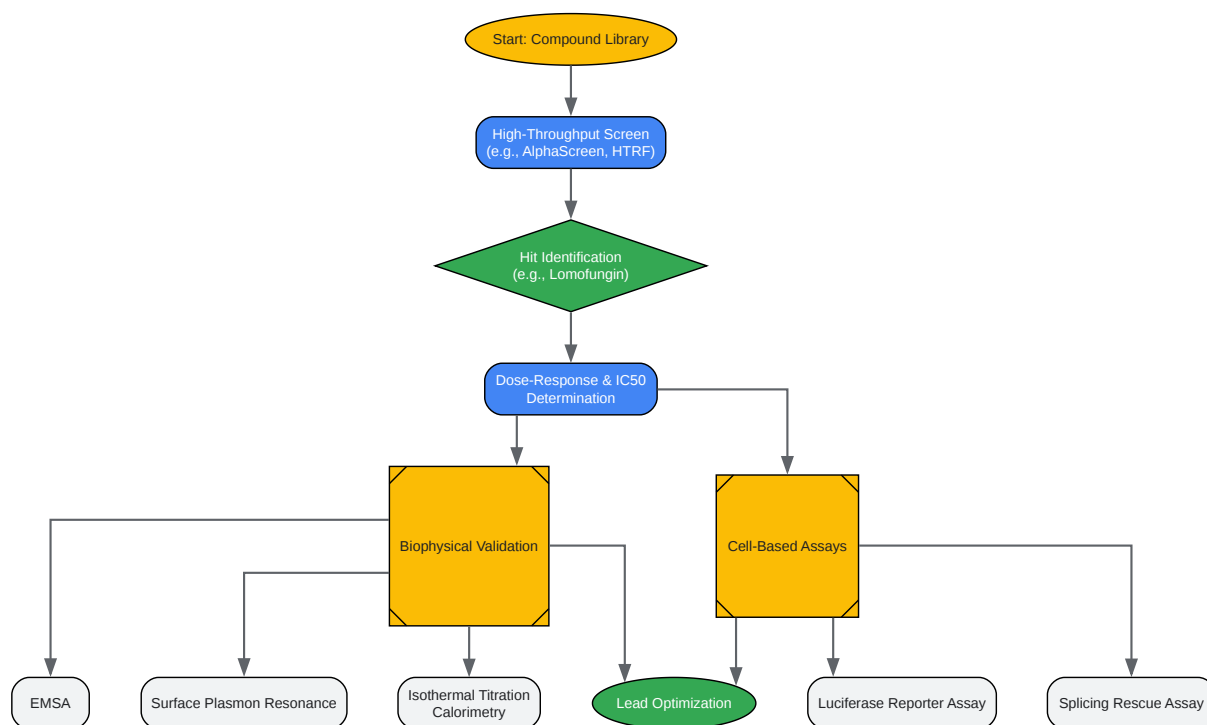 Start: Compound Library
High-Throughput Screen
(e.g., AlphaScreen, HTRF)
Hit Identification
(e.g., Lomofungin)
Dose-Response & IC50
Determination
Biophysical Validation
Cell-Based Assays
EMSA
Surface Plasmon Resonance
Isothermal Titration
Calorimetry
Lead Optimization
Luciferase Reporter Assay
Splicing Rescue Assay